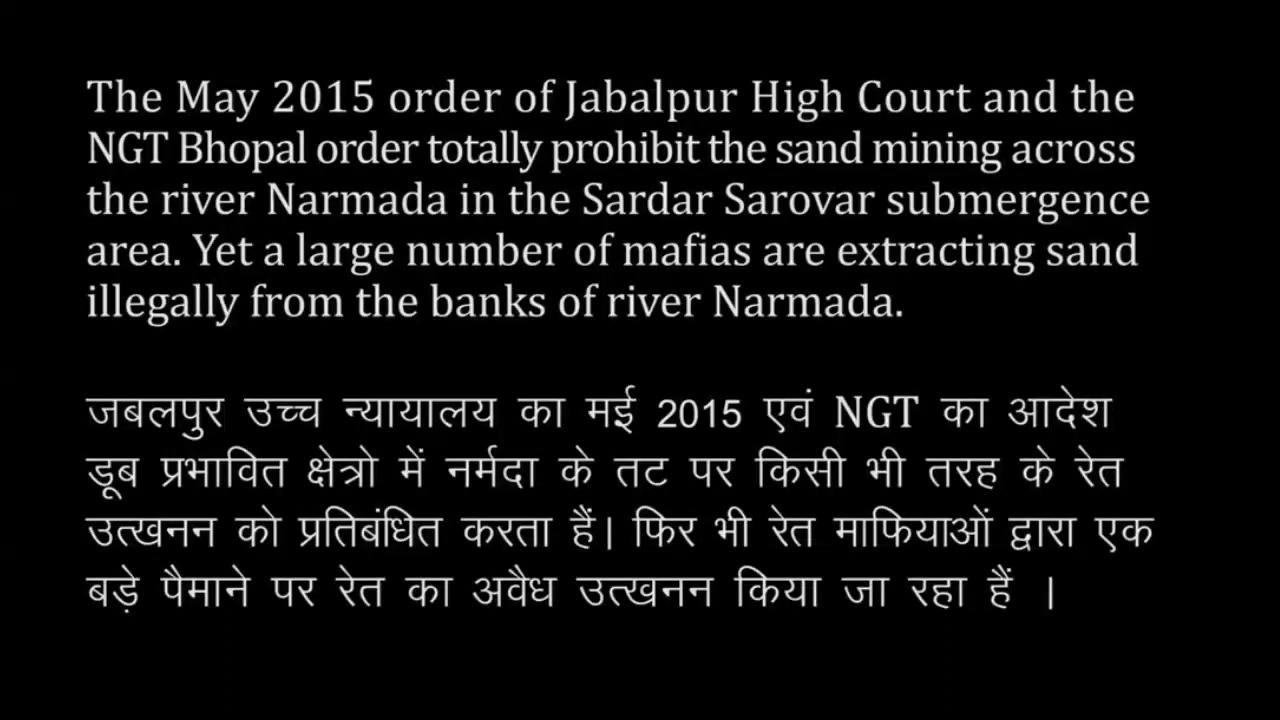 The May 2015 order of Jabalpur High Court and the
NGT Bhopal order totally prohibit the sand mining across
the river Narmada in the Sardar Sarovar submergence
area. Yet a large number of mafias are extracting sand
illegally from the banks of river Narmada.
जबलपुर उच्च न्यायालय का मई 2015 एवं NGT का आदेश
डूब प्रभावित क्षेत्रो में नर्मदा के तट पर किसी भी तरह के रेत
उत्खनन को प्रतिबंधित करता हैं। फिर भी रेत माफियाओं द्वारा एक
बड़े पैमाने पर रेत का अवैध उत्खनन किया जा रहा हैं ।